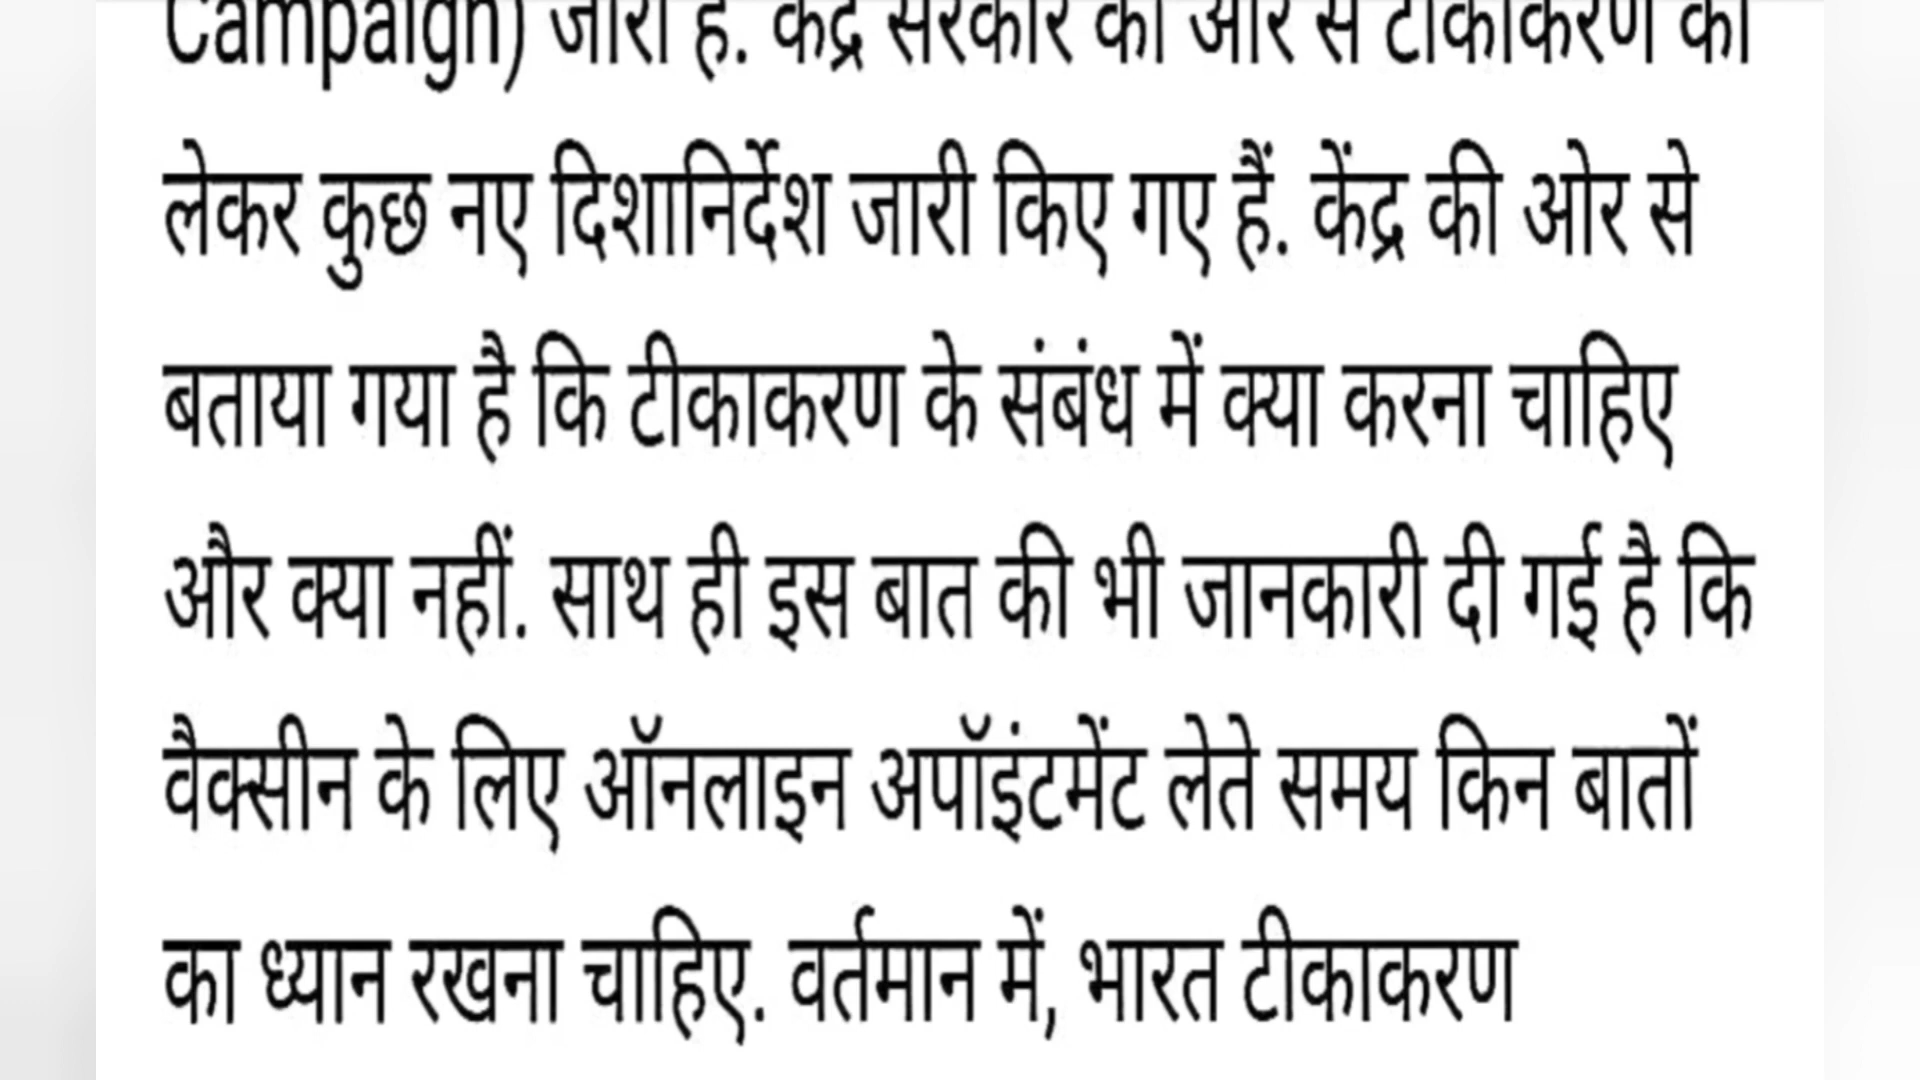 Campaign) जारी है. केंद्र सरकार की ओर से टीकाकरण को
लेकर कुछ नए दिशानिर्देश जारी किए गए हैं. केंद्र की ओर से
बताया गया है कि टीकाकरण के संबंध में क्या करना चाहिए
और क्या नहीं. साथ ही इस बात की भी जानकारी दी गई है कि
वैक्सीन के लिए ऑनलाइन अपॉइंटमेंट लेते समय किन बातों
का ध्यान रखना चाहिए. वर्तमान में, भारत टीकाकरण